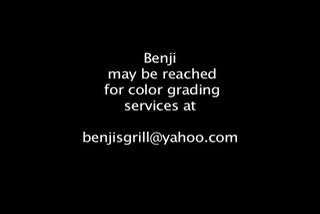 Benji
may be reached
for color grading
services at
benjisgrill@yahoo.com